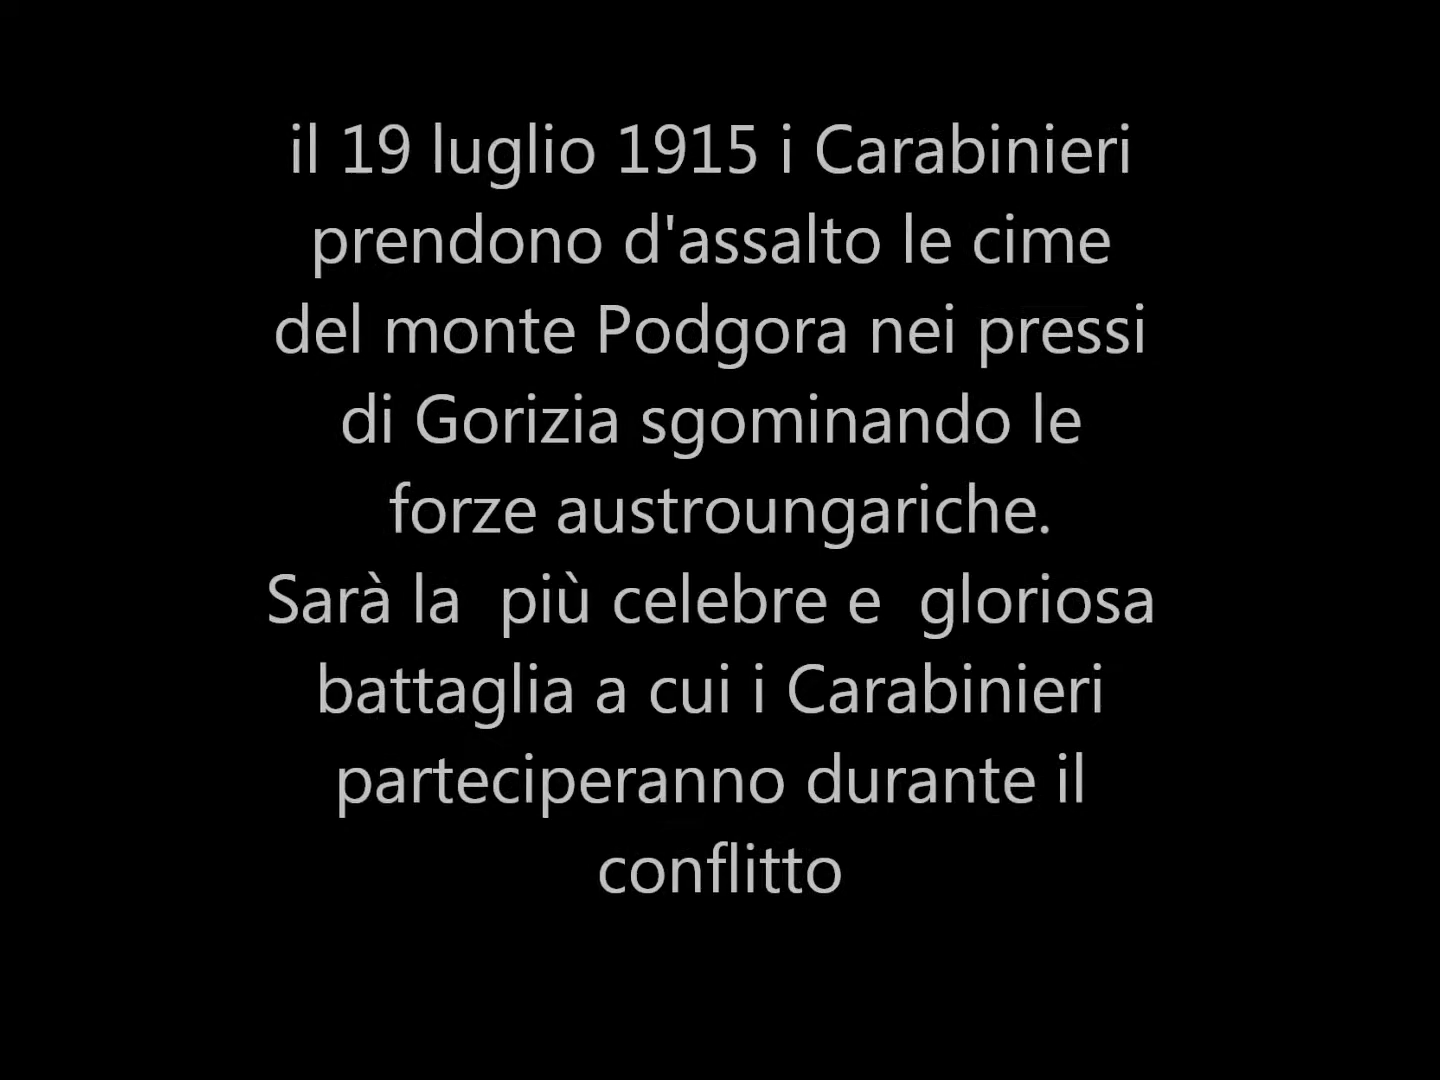 il 19 luglio 1915 i Carabinieri
prendono d'assalto le cime
del monte Podgora nei pressi
di Gorizia sgominando le
forze austroungariche.
Sarà la  più celebre e  gloriosa
battaglia a cui i Carabinieri
parteciperanno durante il
conflitto